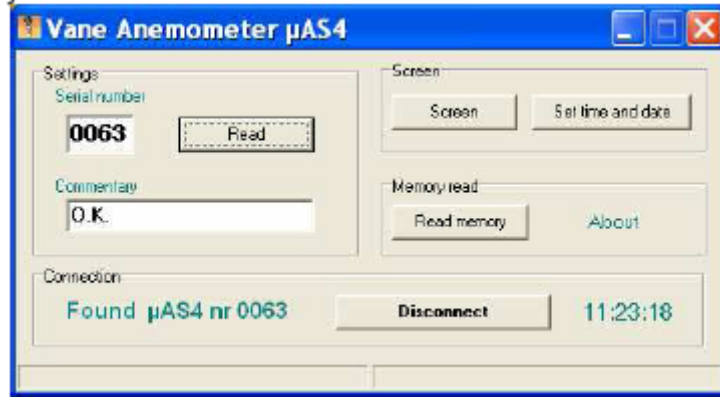 Vane Anemometer µAS4
Settings
Serial number
0063
Read
Commentary
O.K.
Screen
Screen
Set time and date
Memory read
Read memory
About
Connection
Found µAS4 nr 0063
Disconnect
11:23:18